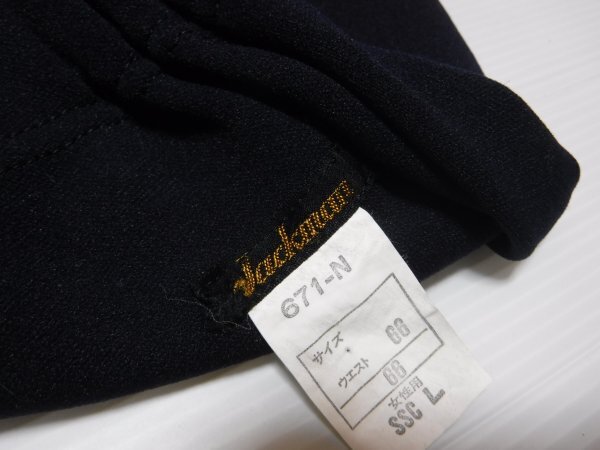 Jackman
671-N
サイズ 66
ウエスト 66
女性用
SSC L